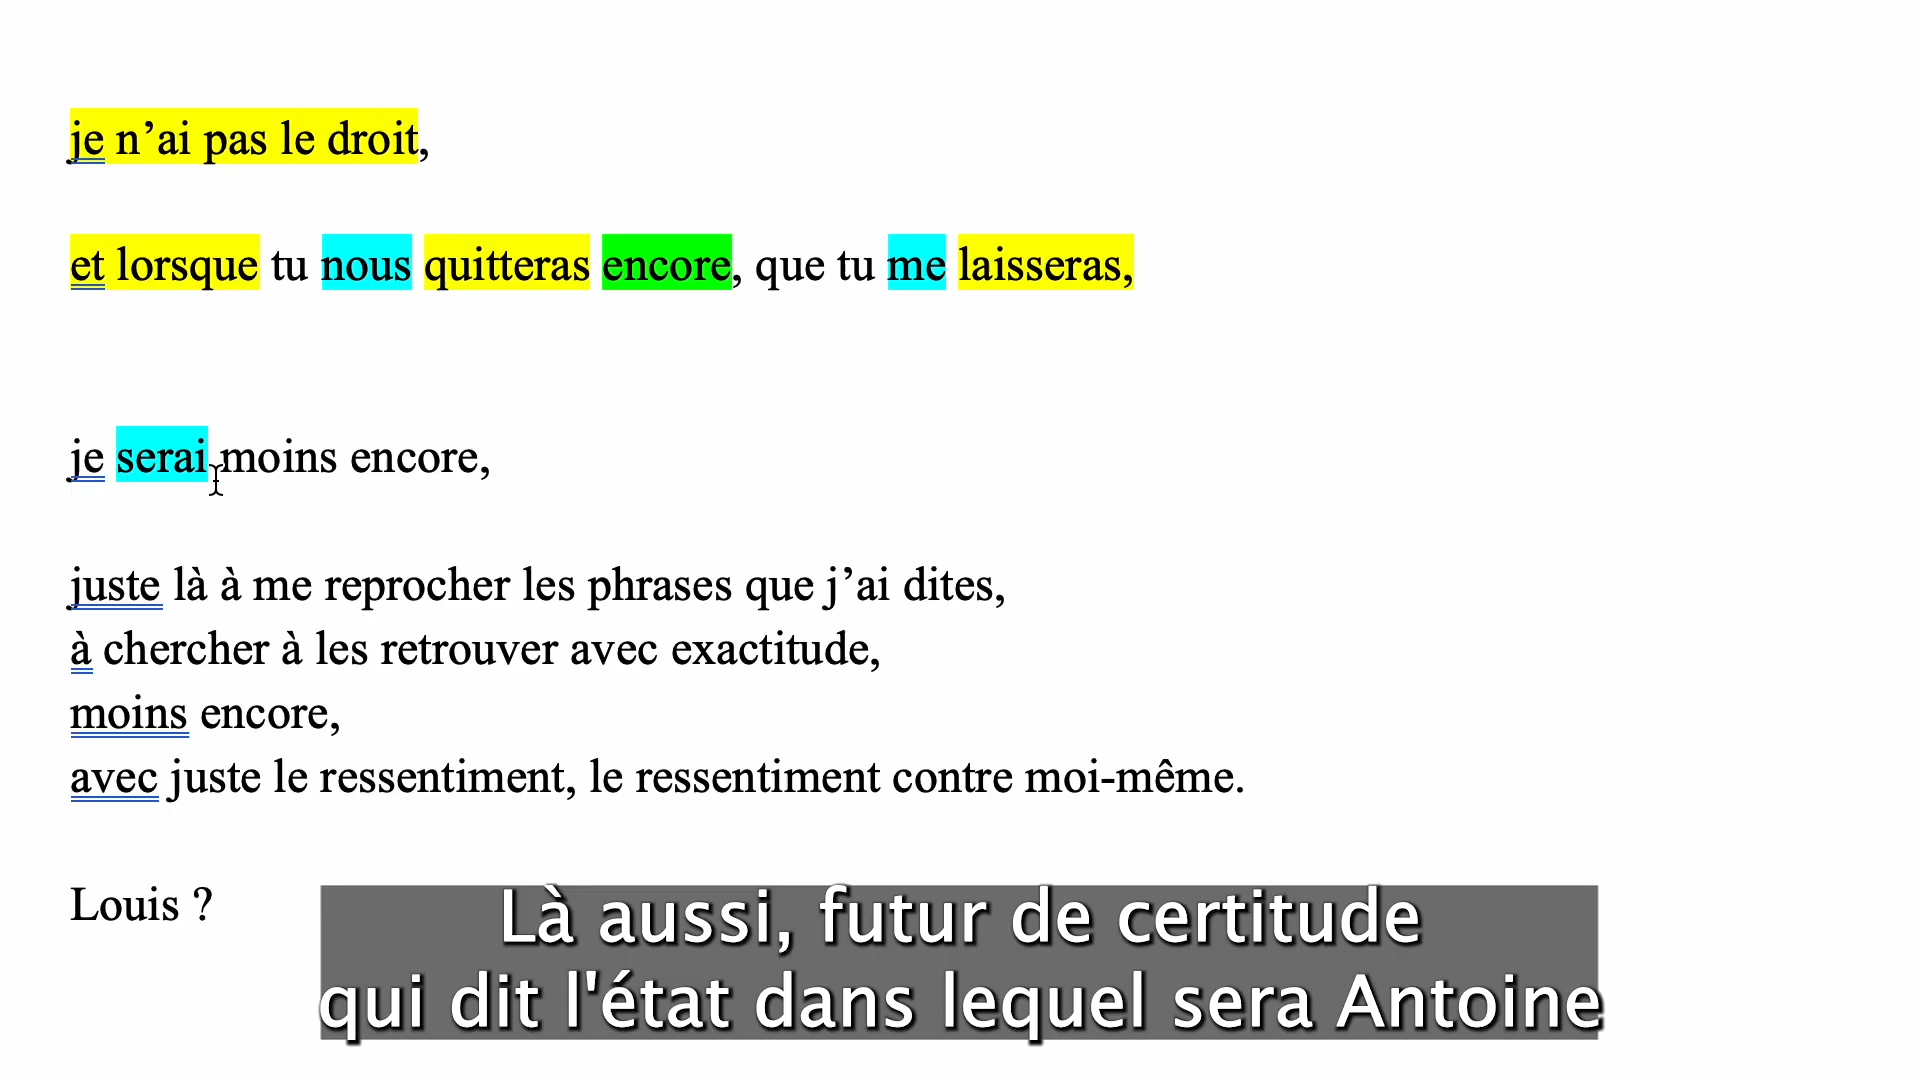 je n’ai pas le droit,
et lorsque tu nous quitteras encore, que tu me laisseras,
je serai moins encore,
juste là à me reprocher les phrases que j’ai dites,
à chercher à les retrouver avec exactitude,
moins encore,
avec juste le ressentiment, le ressentiment contre moi-même.
Louis ?
Là aussi, futur de certitude
qui dit l'état dans lequel sera Antoine